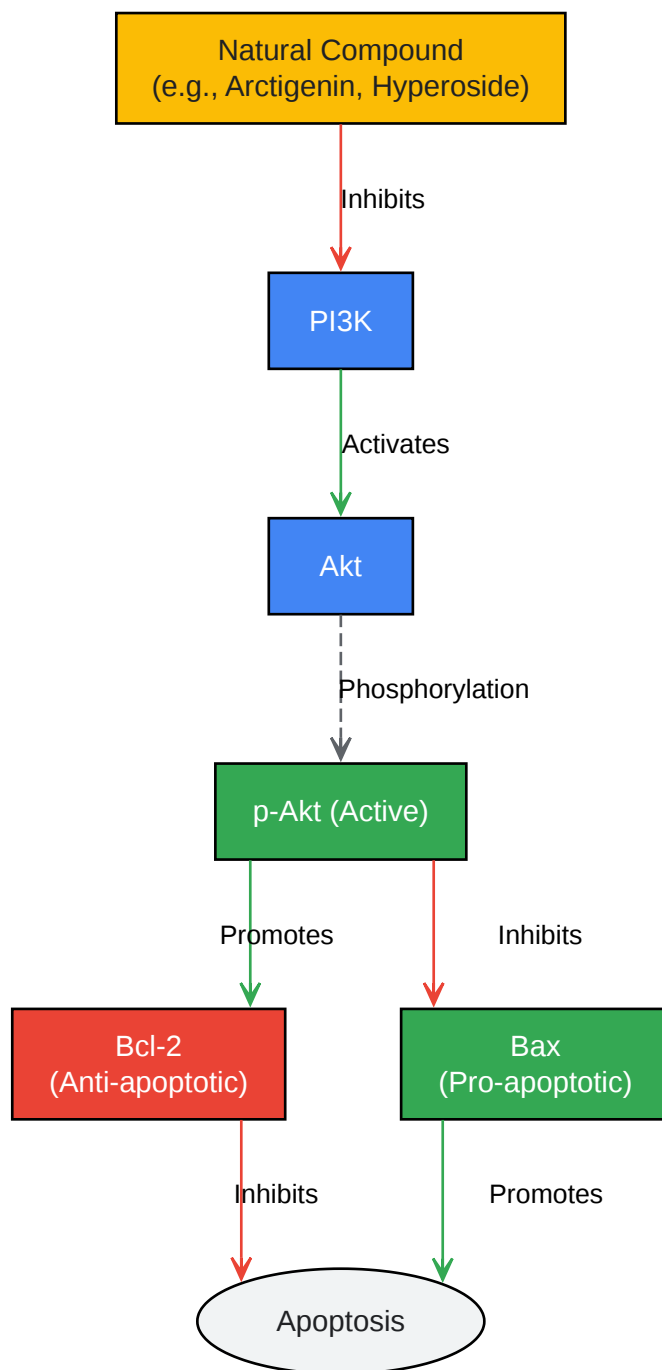 Natural Compound
(e.g., Arctigenin, Hyperoside)
Inhibits
PI3K
Activates
Akt
Phosphorylation
p-Akt (Active)
Promotes
Inhibits
Bcl-2
(Anti-apoptotic)
Bax
(Pro-apoptotic)
Inhibits
Promotes
Apoptosis